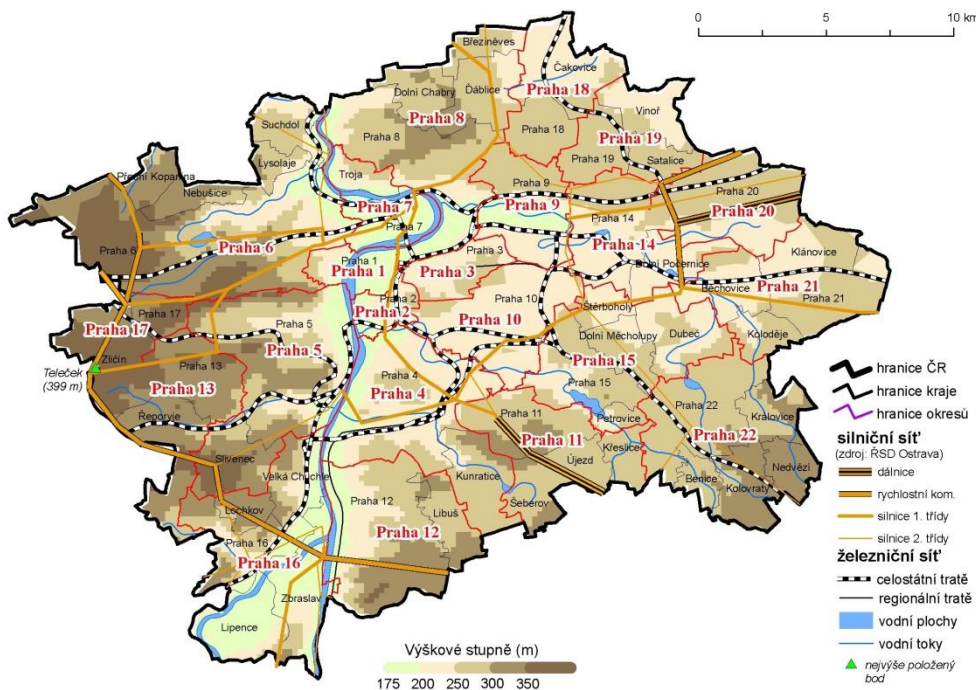 0 5 10 km
Březiněves
Čakovice
Dolní Chabry
Ďáblice
Praha 18
Praha 8
Vinoř
Suchdol
Praha 8
Praha 18
Praha 19
Lysolaje
Praha 19
Satalice
Přední Kopanina
Nebušice
Troja
Praha 9
Praha 20
Praha 7
Praha 9
Praha 20
Praha 14
Praha 7
Praha 6
Praha 6
Praha 14
Klánovice
Praha 1
Praha 3
Praha 1
Praha 3
Dolní Počernice
Běchovice
Praha 21
Praha 2
Praha 10
Praha 21
Praha 17
Praha 2
Štěrboholy
Praha 17
Praha 5
Praha 10
Dolní Měcholupy
Dubeč
Koloděje
Zličín
Praha 5
Praha 15
Teleček
(399 m)
Praha 13
Praha 4
Praha 13
Praha 4
Praha 15
Řeporyje
Praha 11
Petrovice
Praha 22
Královice
Praha 11
Křeslice
Praha 22
Slivenec
Újezd
Velká Chuchle
Kunratice
Nedvězí
Benice
Kolovraty
Lochkov
Praha 12
Libuš
Šeberov
Praha 12
Praha 16
Praha 16
Zbraslav
Lipence
hranice ČR
hranice kraje
hranice okresů
silniční síť
(zdroj: ŘSD Ostrava)
dálnice
rychlostní kom.
silnice 1. třídy
silnice 2. třídy
železniční síť
celostátní tratě
regionální tratě
vodní plochy
vodní toky
nejvýše položený
bod
Výškové stupně (m)
175 200 250 300 350